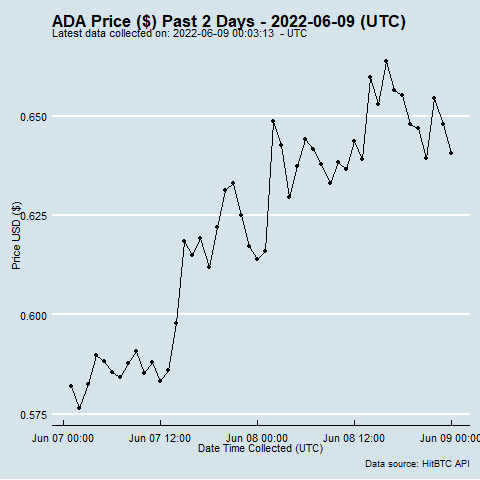 ADA Price ($) Past 2 Days - 2022-06-09 (UTC)
Latest data collected on: 2022-06-09 00:03:13 - UTC
0.650
0.625
0.600
0.575
Price USD ($)
Jun 07 00:00 Jun 07 12:00 Jun 08 00:00 Jun 08 12:00 Jun 09 00:00
Date Time Collected (UTC)
Data source: HitBTC API